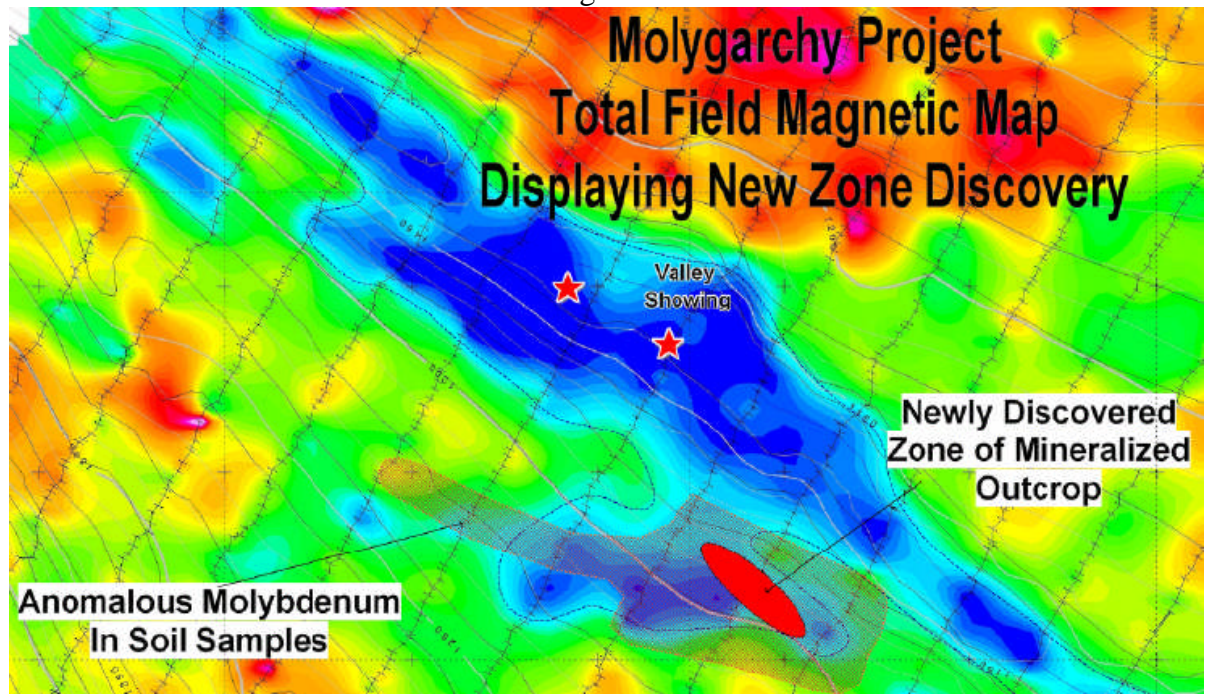 Molygarchy Project
Total Field Magnetic Map
Displaying New Zone Discovery
Valley
Showing
Newly Discovered
Zone of Mineralized
Outcrop
Anomalous Molybdenum
In Soil Samples